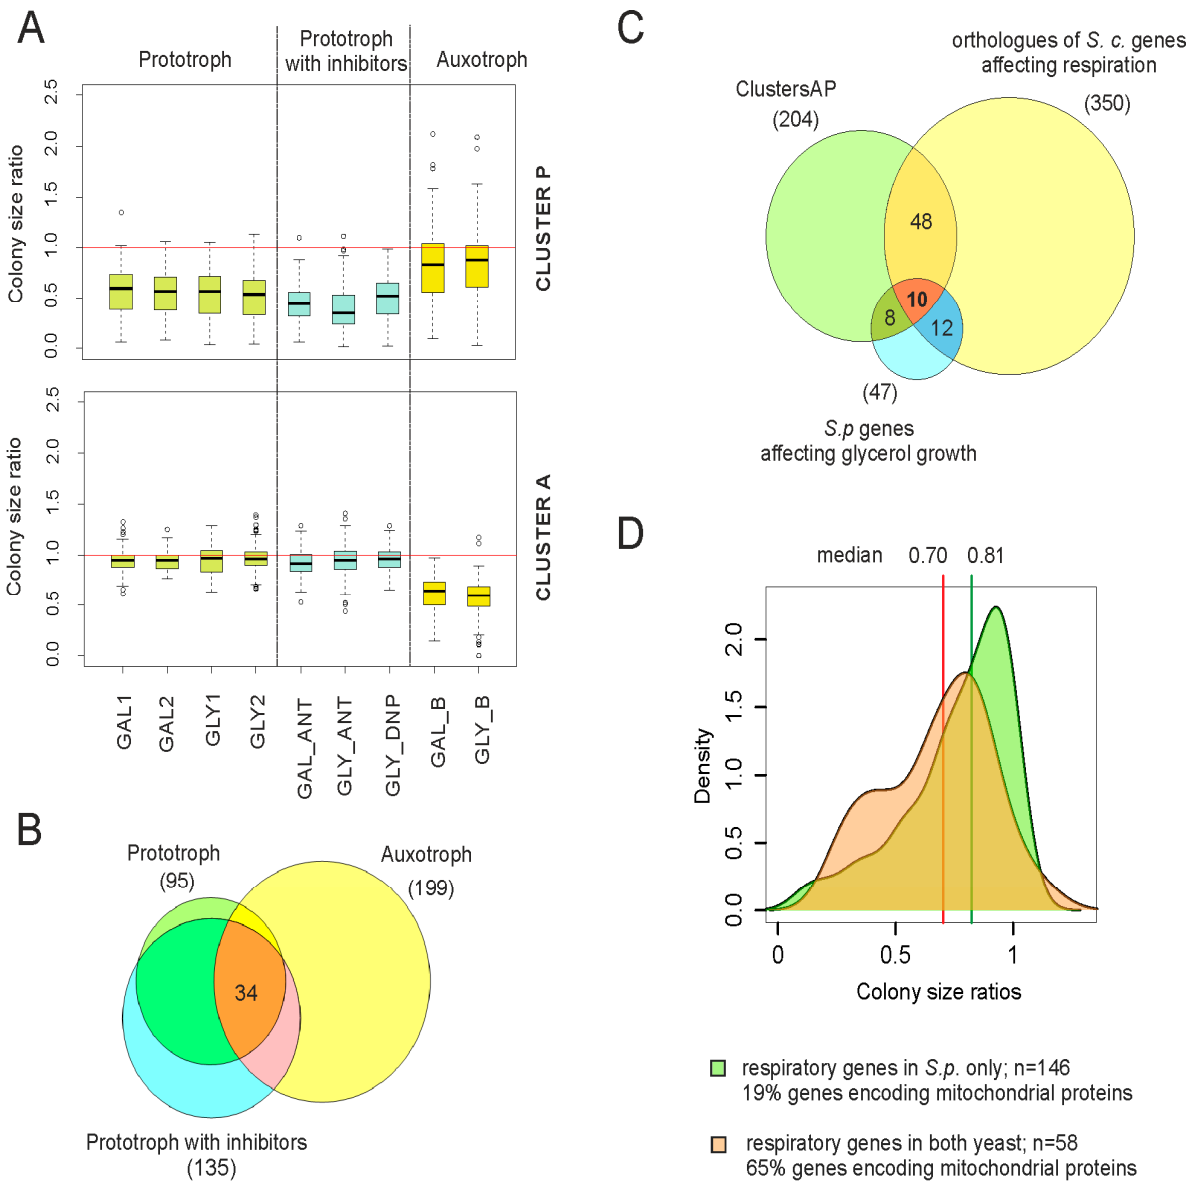 A
Prototroph
Prototroph
with inhibitors
Auxotroph
Colony size ratio
2.5
2.0
1.5
1.0
0.5
0.0
CLUSTER P
Colony size ratio
2.5
2.0
1.5
1.0
0.5
0.0
CLUSTER A
GAL1
GAL2
GLY1
GLY2
GAL_ANT
GLY_ANT
GLY_DNP
GAL_B
GLY_B
B
Prototroph
(95)
Auxotroph
(199)
34
Prototroph with inhibitors
(135)
C
orthologues of S. c. genes
affecting respiration
(350)
ClustersAP
(204)
48
10
8
12
(47)
S.p genes
affecting glycerol growth
D
median 0.70 0.81
Density
2.0
1.5
1.0
0.5
0.0
0 0.5 1
Colony size ratios
respiratory genes in S.p. only; n=146
19% genes encoding mitochondrial proteins
respiratory genes in both yeast; n=58
65% genes encoding mitochondrial proteins